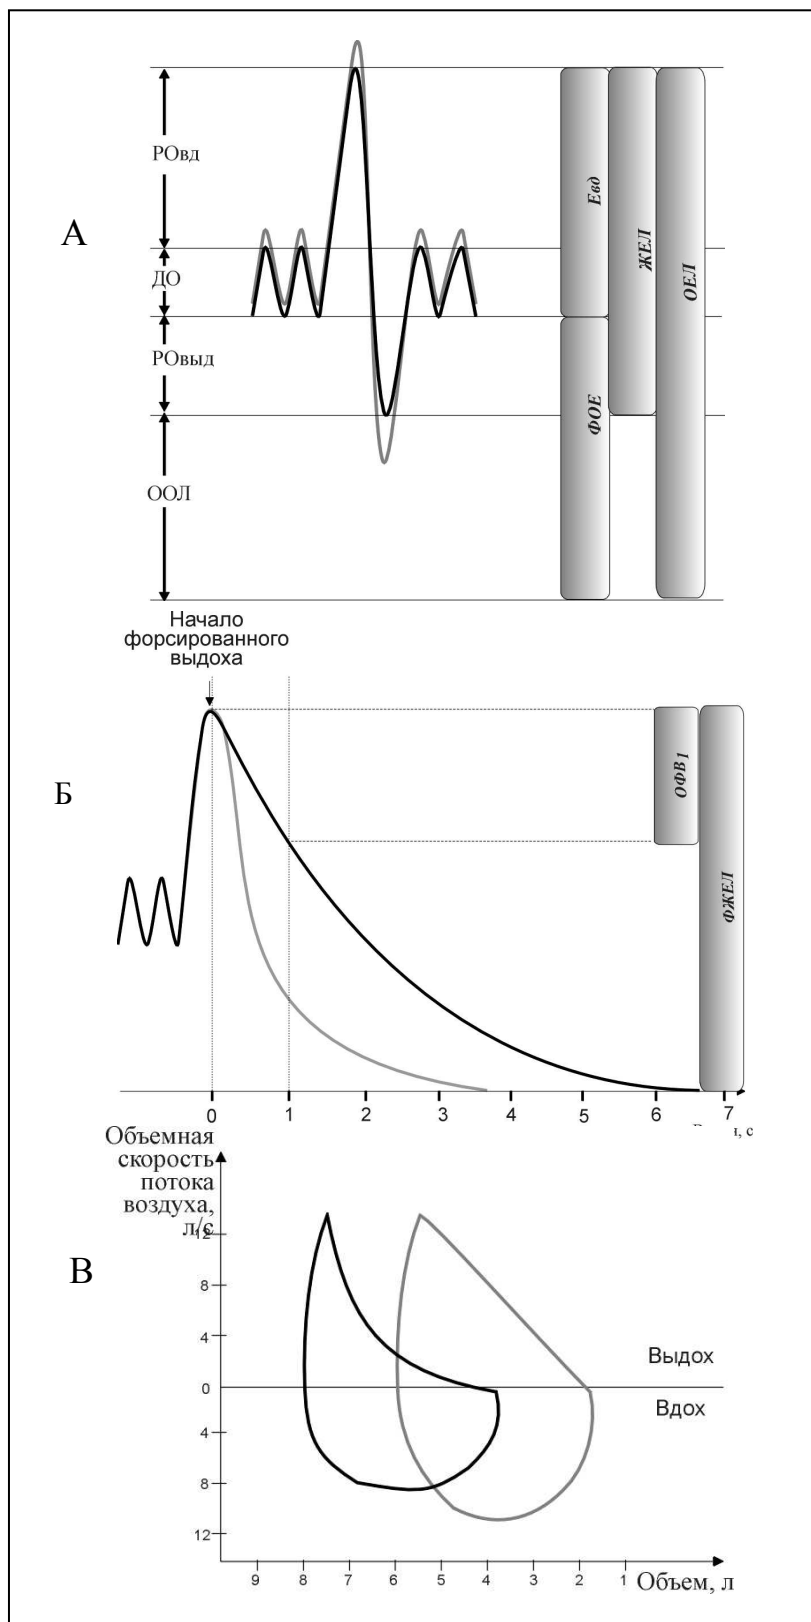 А
РОвд
ДО
РОвыд
ООЛ
Евд
ФОЕ
ЖЕЛ
ОЕЛ
Начало
форсированного
выдоха
Б
ОФВ1
ФЖЕЛ
0 1 2 3 4 5 6 7
, с
Объемная
скорость
потока
воздуха,
л/с
В
12
8
4
0
4
8
12
Выдох
Вдох
9 8 7 6 5 4 3 2 1
Объем, л